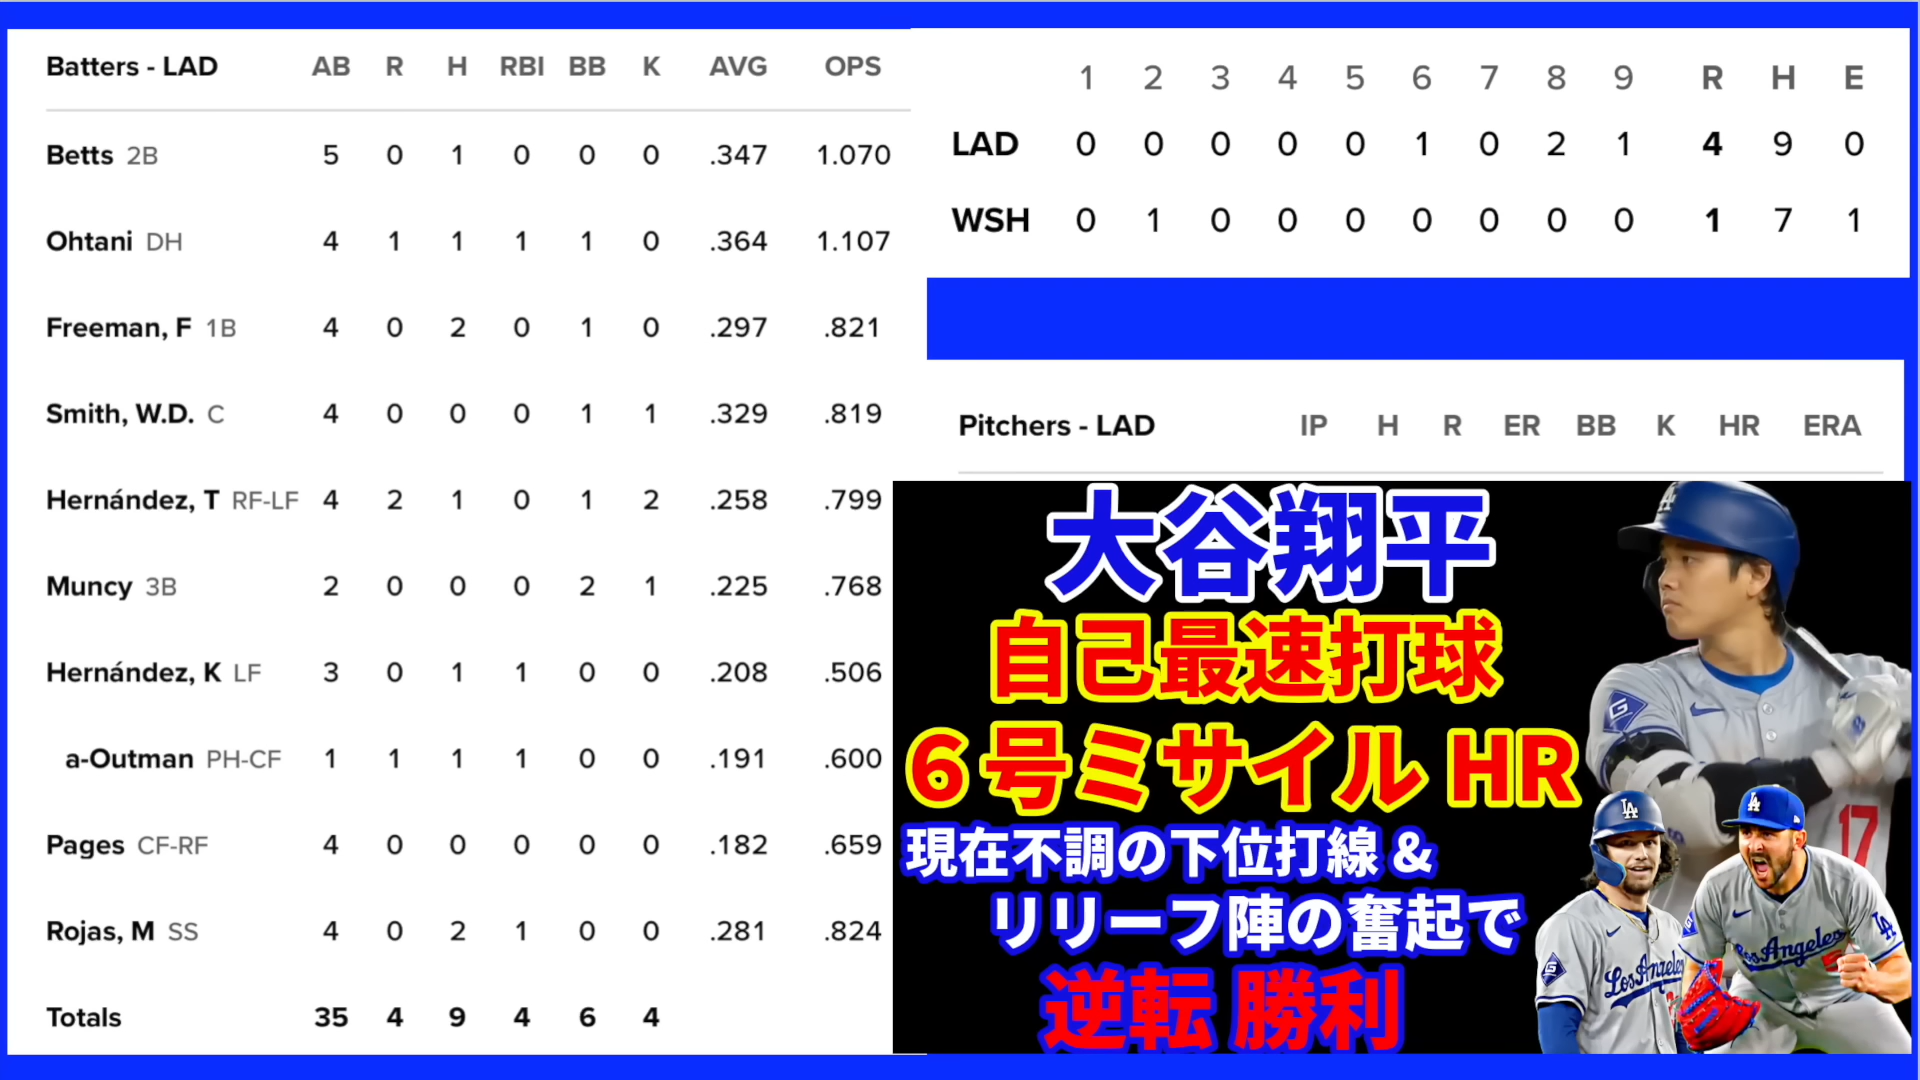 Batters - LAD AB R H RBI BB K AVG OPS
Betts 2B 5 0 1 0 0 0 .347 1.070
Ohtani DH 4 1 1 1 1 0 .364 1.107
Freeman, F 1B 4 0 2 0 1 0 .297 .821
Smith, W.D. C 4 0 0 0 1 1 .329 .819
Hernández, T RF-LF 4 2 1 0 1 2 .258 .799
Muncy 3B 2 0 0 0 2 1 .225 .768
Hernández, K LF 3 0 1 1 0 0 .208 .506
a-Outman PH-CF 1 1 1 1 0 0 .191 .600
Pages CF-RF 4 0 0 0 0 0 .182 .659
Rojas, M SS 4 0 2 1 0 0 .281 .824
Totals 35 4 9 4 6 4
1 2 3 4 5 6 7 8 9 R H E
LAD 0 0 0 0 0 1 0 2 1 4 9 0
WSH 0 1 0 0 0 0 0 0 0 1 7 1
Pitchers - LAD IP H R ER BB K HR ERA
大谷翔平
自己最速打球
6号ミサイル HR
現在不調の下位打線 &
リリーフ陣の奮起で
逆転 勝利
17
Los Angeles
Los Angeles